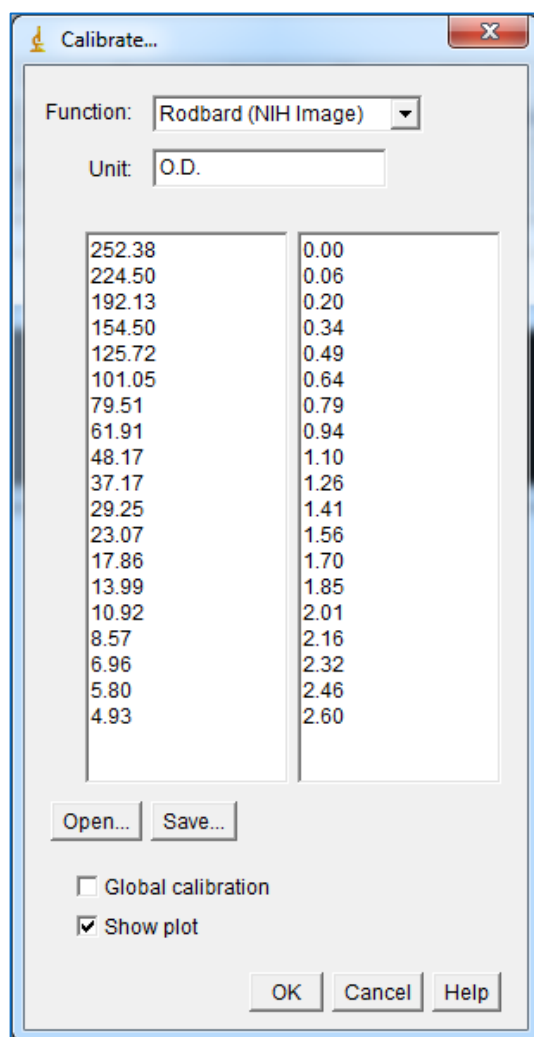 Calibrate...
Function: Rodbard (NIH Image)
Unit: O.D.
252.38 0.00
224.50 0.06
192.13 0.20
154.50 0.34
125.72 0.49
101.05 0.64
79.51 0.79
61.91 0.94
48.17 1.10
37.17 1.26
29.25 1.41
23.07 1.56
17.86 1.70
13.99 1.85
10.92 2.01
8.57 2.16
6.96 2.32
5.80 2.46
4.93 2.60
Open... Save...
Global calibration
Show plot
OK Cancel Help